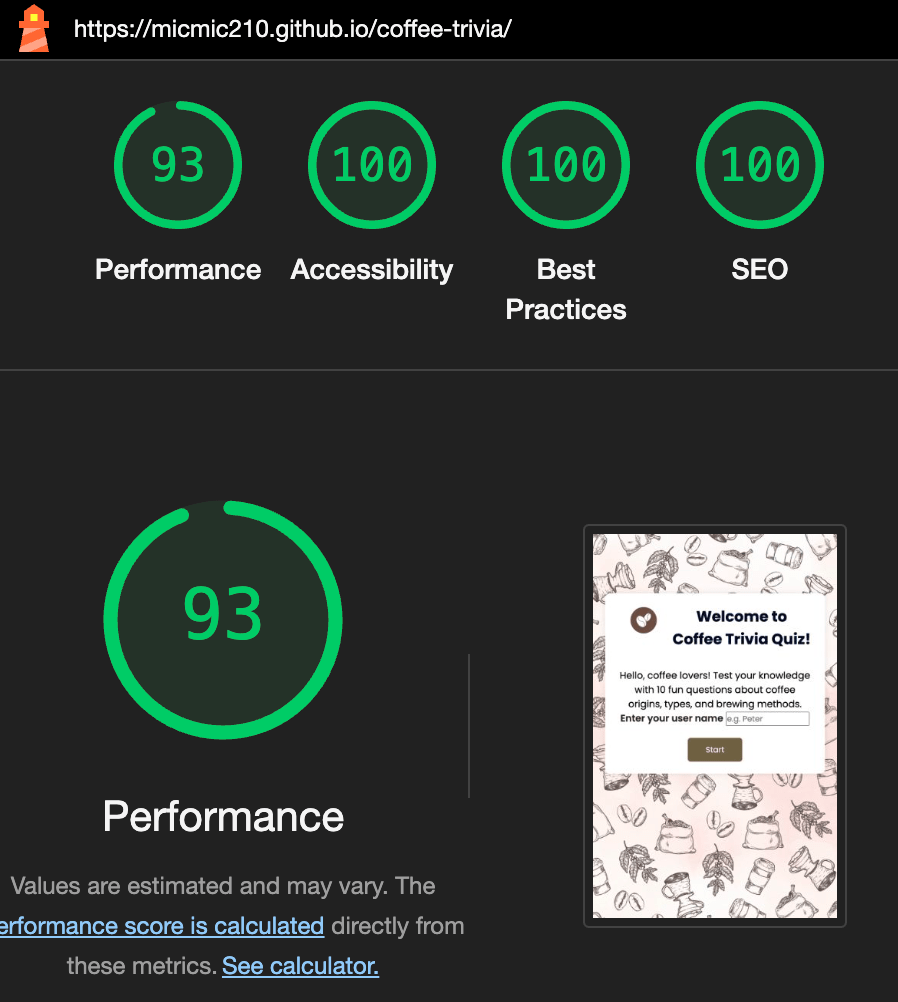 https://micmic210.github.io/coffee-trivia/
93
100
100
100
Performance
Accessibility
Best
Practices
SEO
93
Performance
Values are estimated and may vary. The
erformance score is calculated directly from
these metrics. See calculator.
Welcome to
Coffee Trivia Quiz!
Hello, coffee lovers! Test your knowledge
with 10 fun questions about coffee
origins, types, and brewing methods.
Enter your user name e.g. Peter
Start